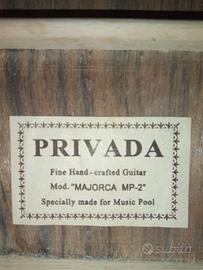 PRIVADA
Fine Hand-crafted Guitar
Mod. "MAJORCA MP-2"
Specially made for Music Pool
subito